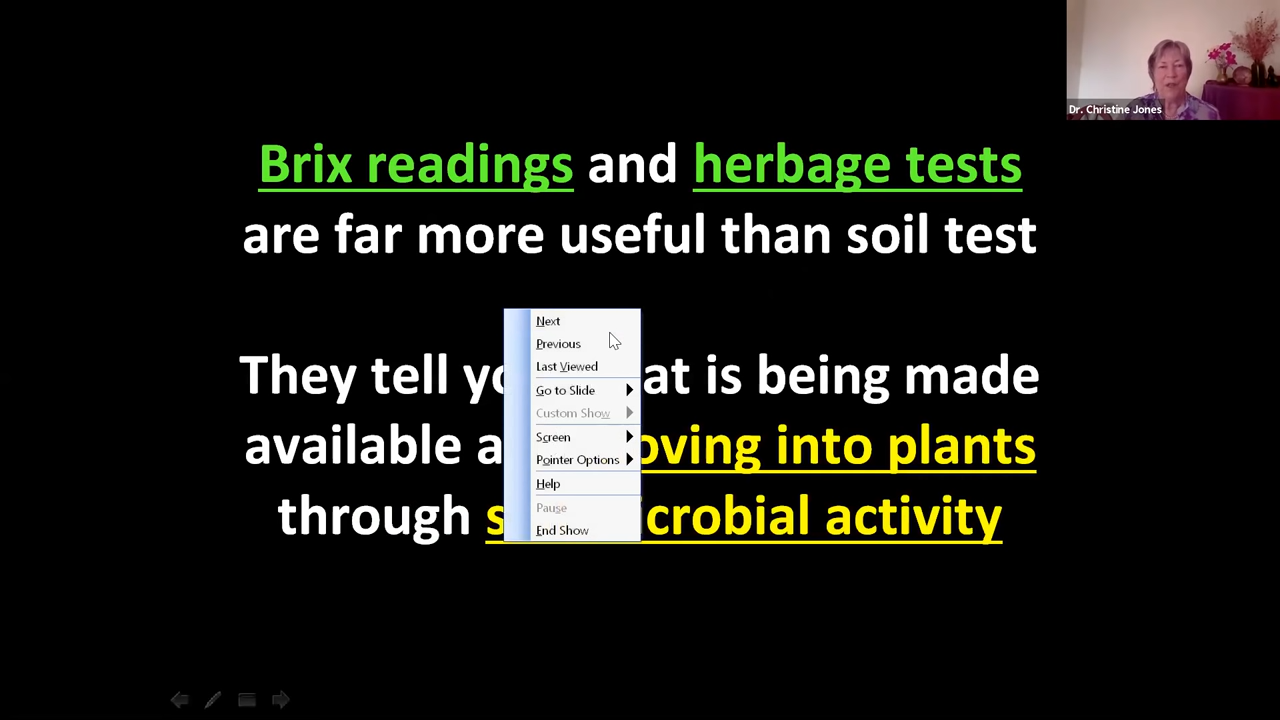 Dr. Christine Jones
Brix readings and herbage tests
are far more useful than soil test
They tell at is being made
available
oving into plants
through icrobial activity
Next
Previous
Last Viewed
Go to Slide
Custom Show
Screen
Pointer Options
Help
Pause
End Show